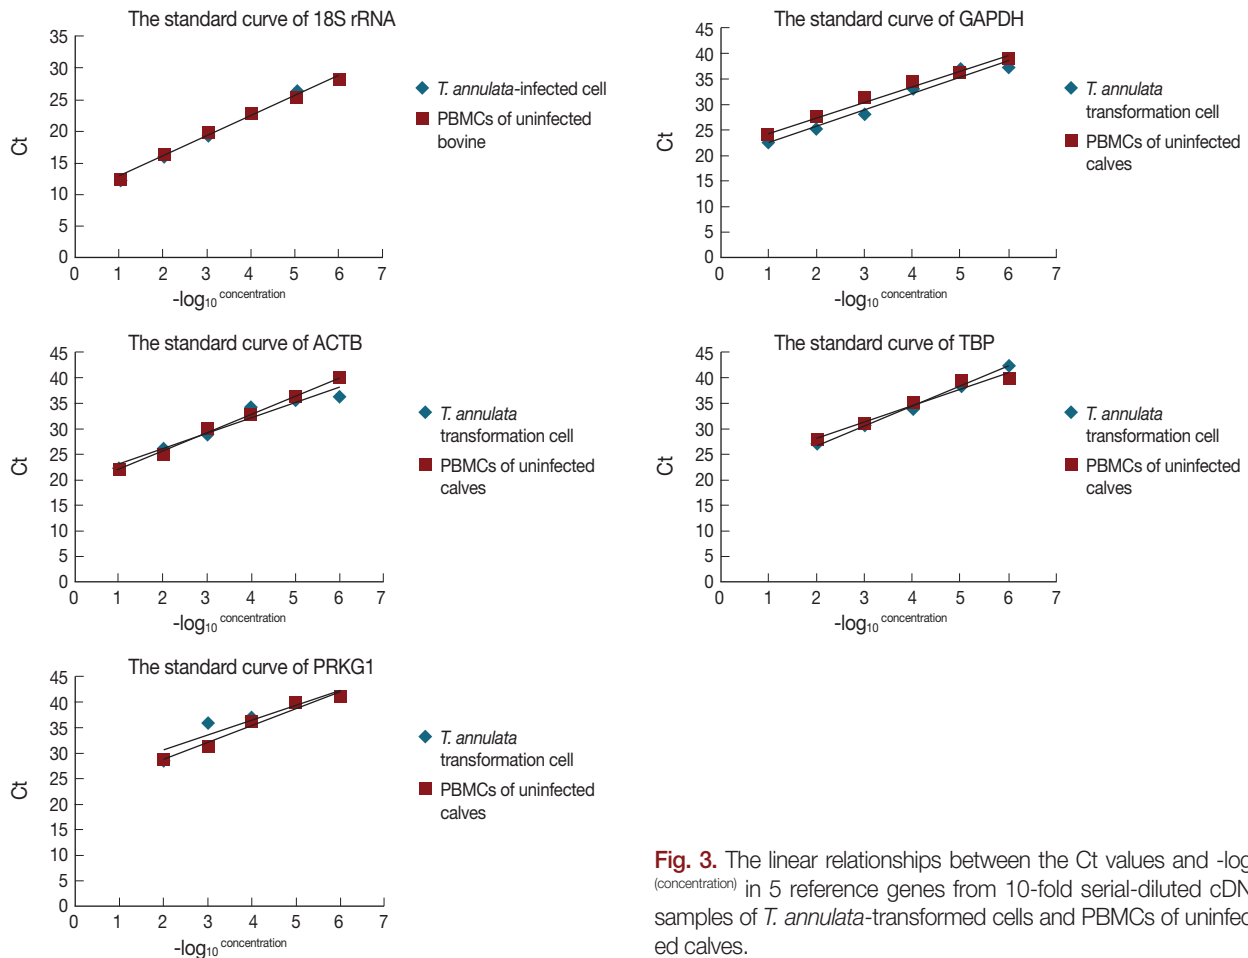 The standard curve of 18S rRNA
35
30
25
20
15
10
5
0
Ct
0 1 2 3 4 5 6 7
-log10 concentration
T. annulata-infected cell
PBMCs of uninfected
bovine
The standard curve of GAPDH
45
40
35
30
25
20
15
10
5
0
Ct
0 1 2 3 4 5 6 7
-log10 concentration
T. annulata
transformation cell
PBMCs of uninfected
calves
The standard curve of ACTB
45
40
35
30
25
20
15
10
5
0
Ct
0 1 2 3 4 5 6 7
-log10 concentration
T. annulata
transformation cell
PBMCs of uninfected
calves
The standard curve of TBP
45
40
35
30
25
20
15
10
5
0
Ct
0 1 2 3 4 5 6 7
-log10 concentration
T. annulata
transformation cell
PBMCs of uninfected
calves
The standard curve of PRKG1
45
40
35
30
25
20
15
10
5
0
Ct
0 1 2 3 4 5 6 7
-log10 concentration
T. annulata
transformation cell
PBMCs of uninfected
calves
Fig. 3. The linear relationships between the Ct values and -log
(concentration) in 5 reference genes from 10-fold serial-diluted cDN
samples of T. annulata-transformed cells and PBMCs of uninfec
ed calves.